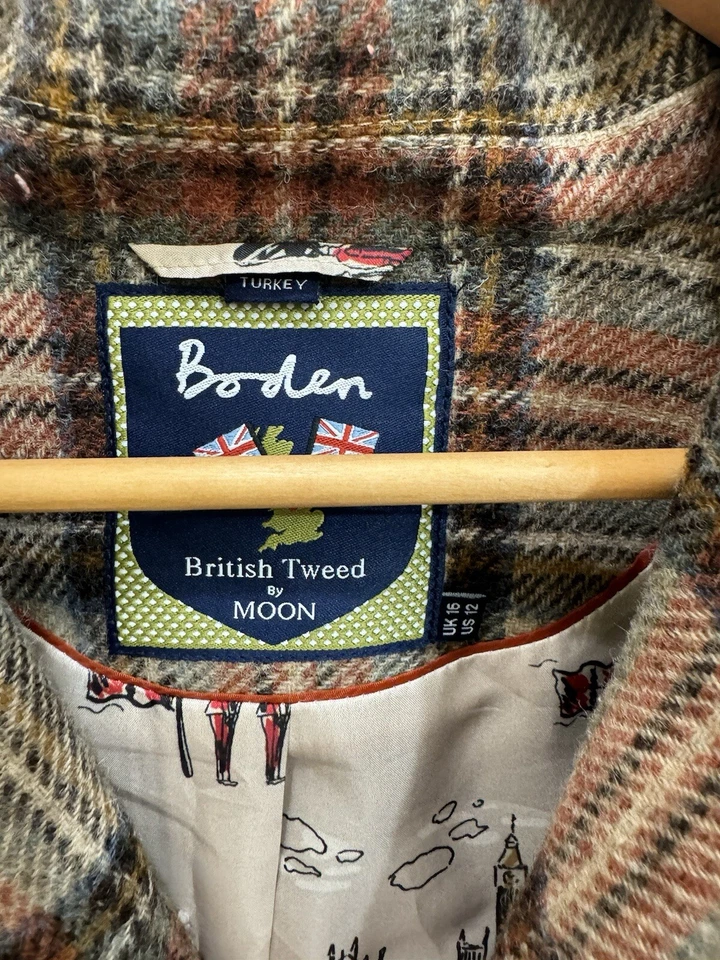 TURKEY
Boden
British Tweed
By
MOON
UK 16
US 12